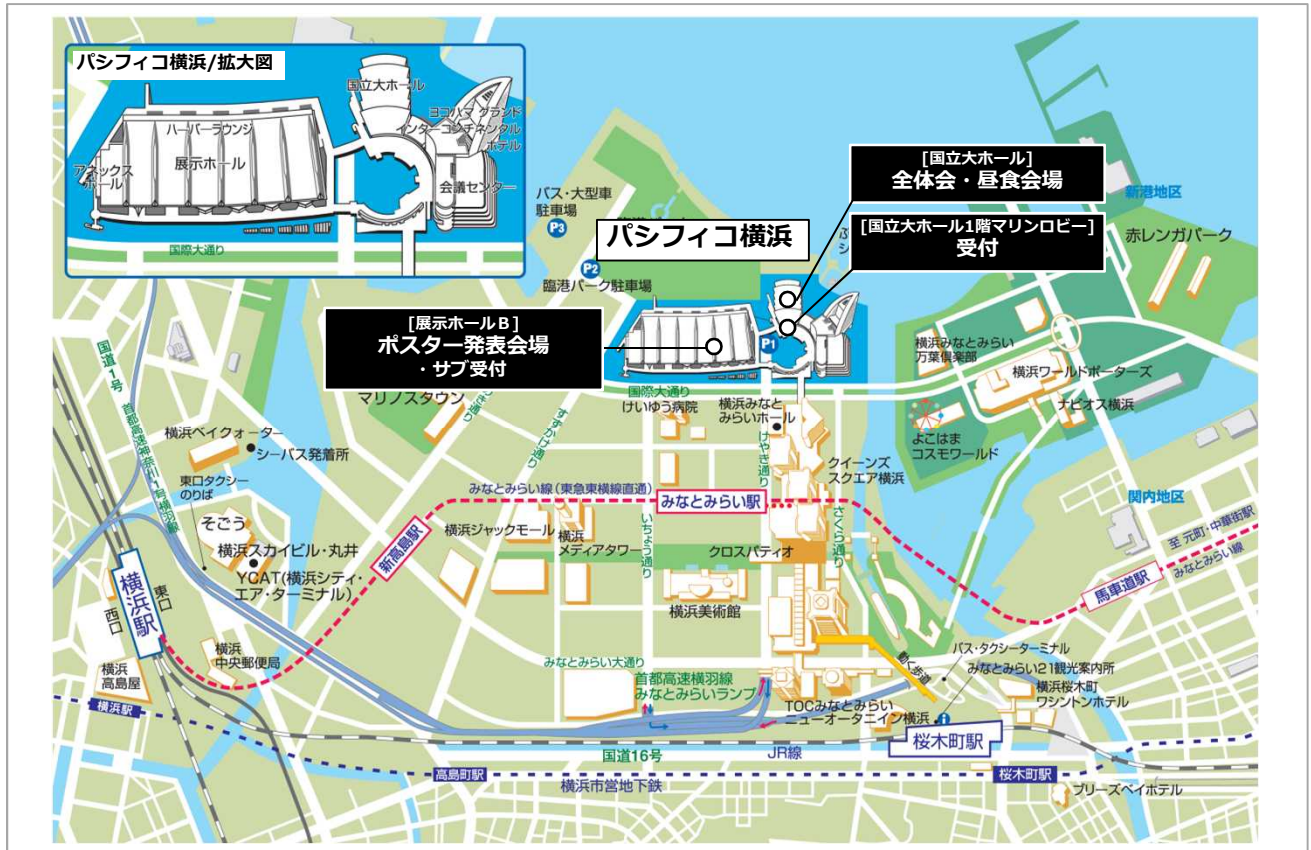 パシフィコ横浜/拡大図
国立大ホール
ヨコハマ グランド
インターコンチネンタル
ホテル
ハーバーラウンジ
展示ホール
アネックス
ホール
会議センター
国際大通り
バス・大型車
駐車場
P3
P2
臨港パーク駐車場
パシフィコ横浜
[国立大ホール]
全体会・昼食会場
[国立大ホール1階マリンロビー]
受付
新港地区
赤レンガパーク
[展示ホールB]
ポスター発表会場
・サブ受付
P1
横浜みなとみらい
万葉倶楽部
横浜ワールドポーターズ
ナビオス横浜
よこはま
コスモワールド
国道1号
首都高速神奈川1号横羽線
マリノスタウン
すずかけ通り
国際大通り
けいゆう病院
横浜みなと
みらいホール
けやき通り
クイーンズ
スクエア横浜
横浜ベイクォーター
シーバス発着所
東口タクシー
のりば
そごう
横浜スカイビル・丸井
YCAT(横浜シティ・
エア・ターミナル)
みなとみらい線(東急東横線直通)
みなとみらい駅
新高島駅
横浜ジャックモール
横浜
メディアタワー
いちょう通り
クロスパティオ
さくら通り
関内地区
至 元町・中華街駅
みなとみらい線
馬車道駅
横浜美術館
横浜駅
東口
西口
横浜
高島屋
横浜
中央郵便局
みなとみらい大通り
首都高速横羽線
みなとみらいランプ
動く歩道
バス・タクシーターミナル
みなとみらい21観光案内所
横浜桜木町
ワシントンホテル
TOCみなとみらい
ニューオータニイン横浜
桜木町駅
横浜駅
国道16号
JR線
高島町駅
横浜市営地下鉄
桜木町駅
ブリーズベイホテル